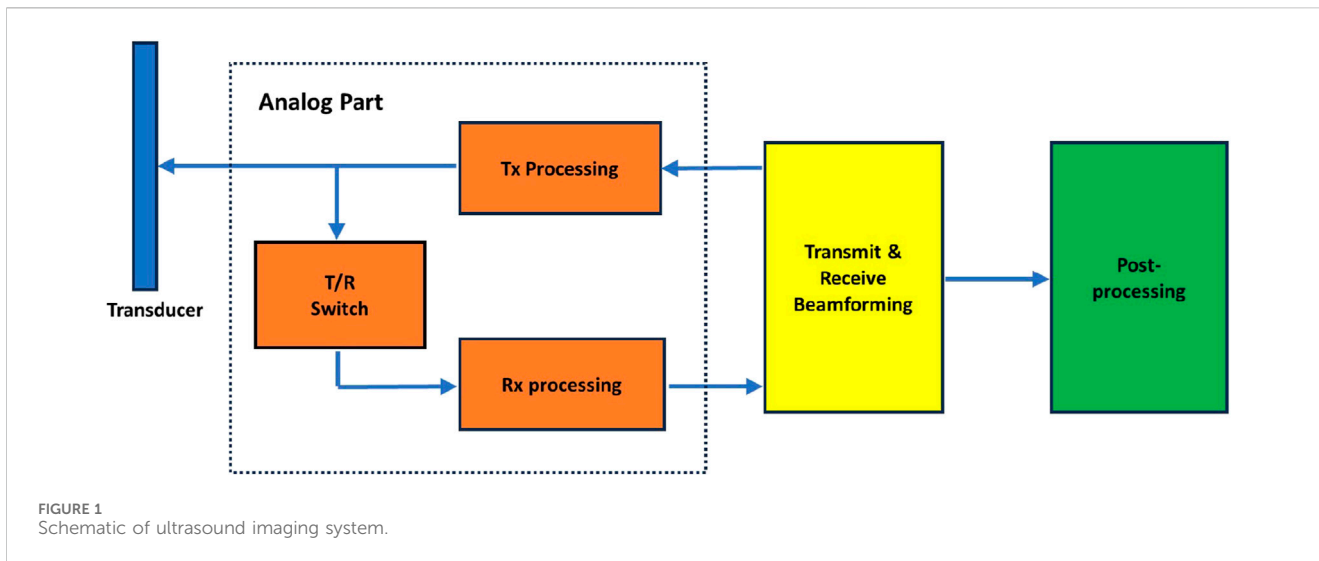 Analog Part
Tx Processing
T/R
Switch
Transducer
Rx processing
Transmit &
Receive
Beamforming
Post-
processing
FIGURE 1
Schematic of ultrasound imaging system.